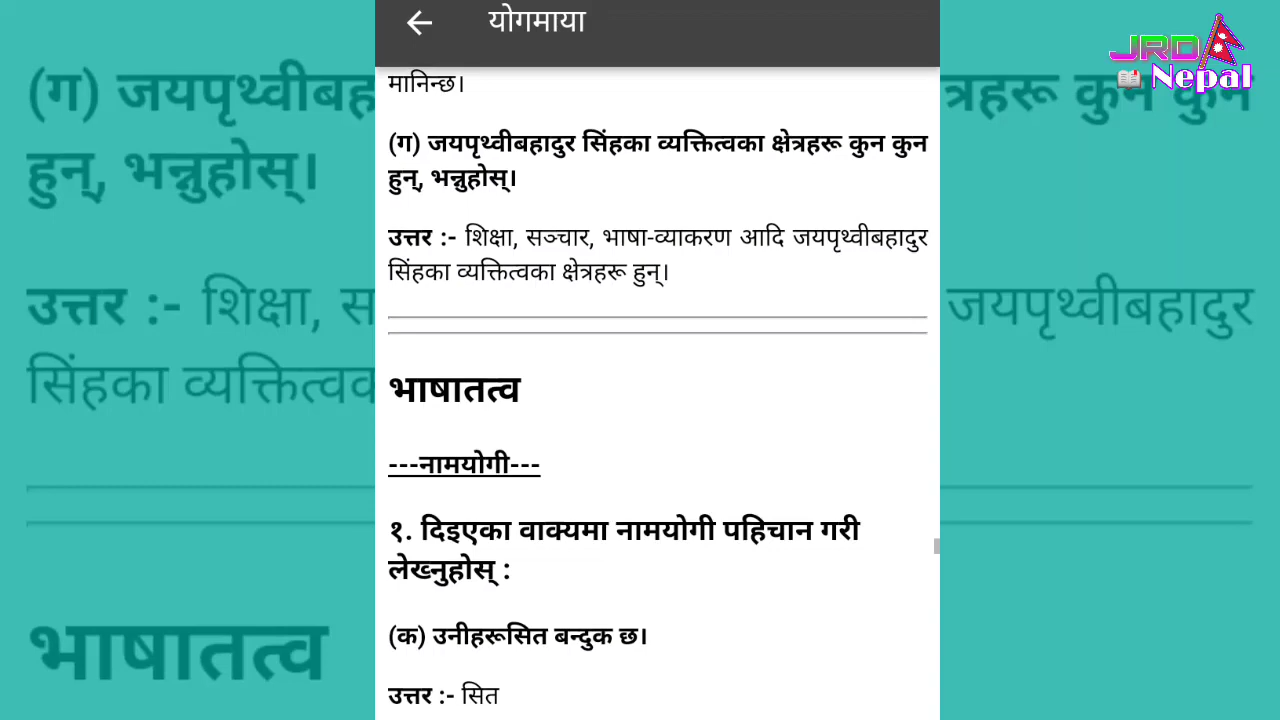 योगमाया
JRD
Nepal
मानिन्छ।
(ग) जयपृथ्वीबहादुर सिंहका व्यक्तित्वका क्षेत्रहरू कुन कुन
हुन्, भन्नुहोस्।
उत्तर :- शिक्षा, सञ्चार, भाषा-व्याकरण आदि जयपृथ्वीबहादुर
सिंहका व्यक्तित्वका क्षेत्रहरू हुन्।
भाषातत्व
---नामयोगी---
१. दिइएका वाक्यमा नामयोगी पहिचान गरी
लेख्नुहोस् :
(क) उनीहरूसित बन्दुक छ।
उत्तर :- सित